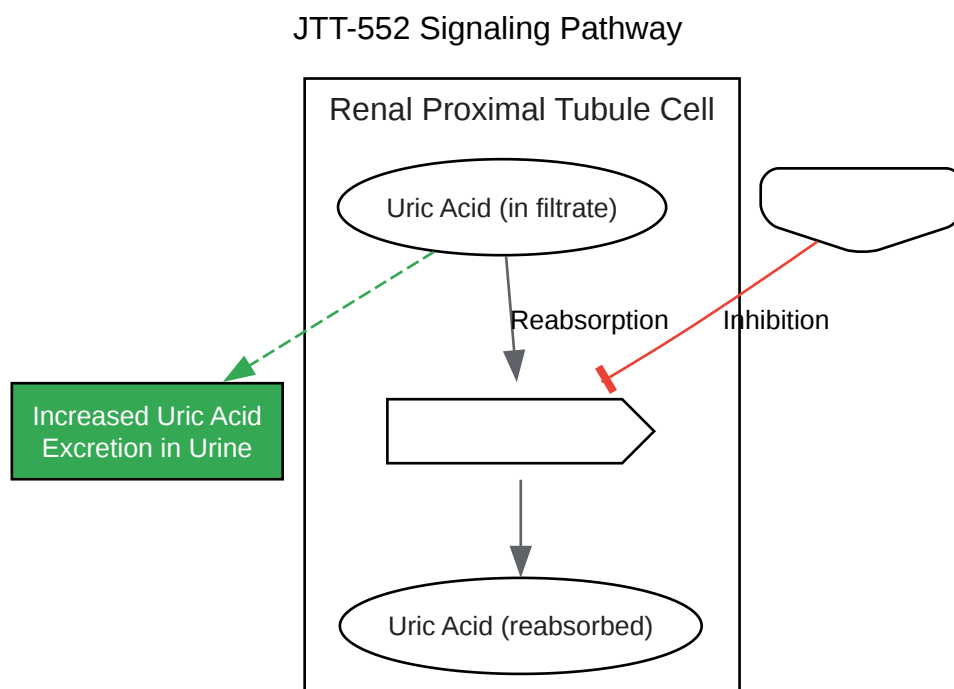 JTT-552 Signaling Pathway
Renal Proximal Tubule Cell
Uric Acid (in filtrate)
Reabsorption
Inhibition
Increased Uric Acid
Excretion in Urine
Uric Acid (reabsorbed)